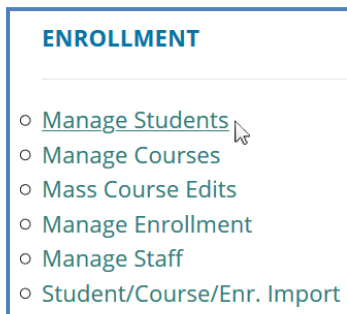 ENROLLMENT
Manage Students
Manage Courses
Mass Course Edits
Manage Enrollment
Manage Staff
Student/Course/Enr. Import